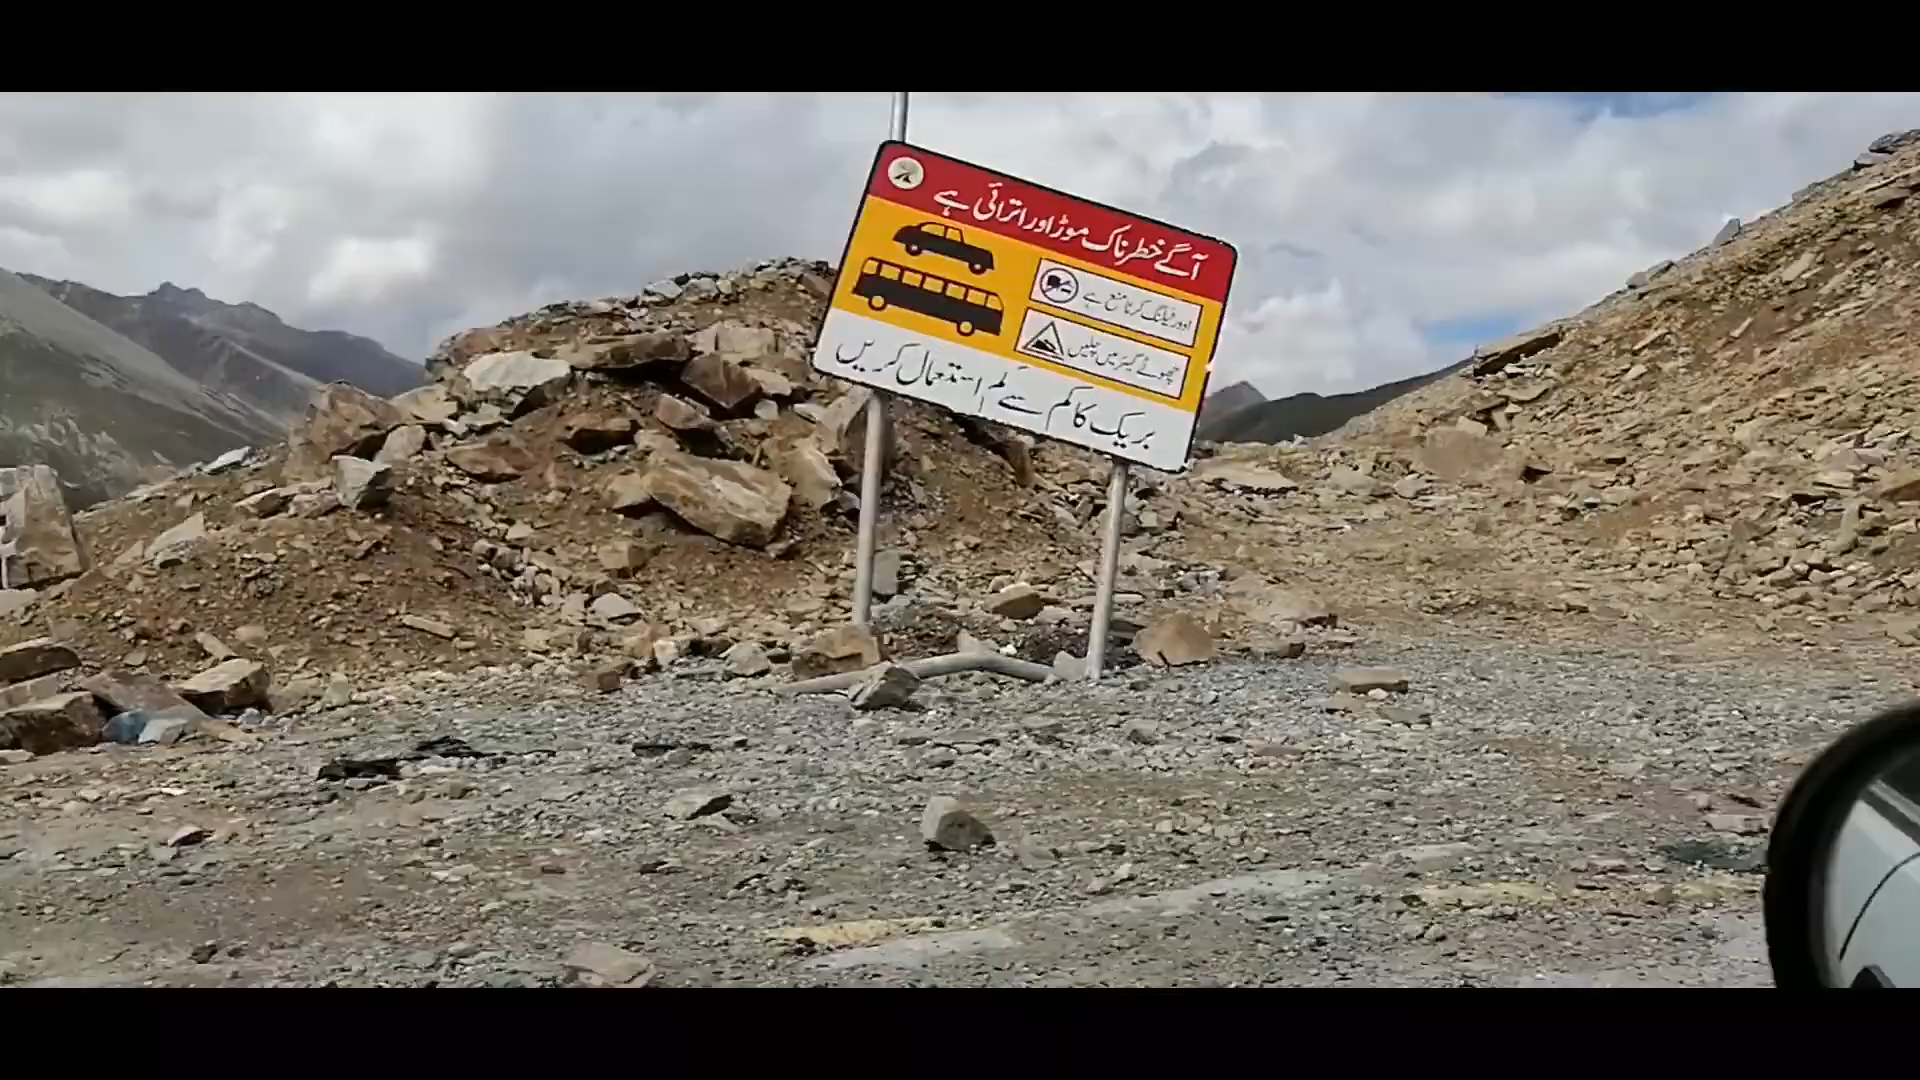 آگے خطرناک موڑ اور اترائی ہے
اوورٹیکنگ کرنا منع ہے
چھوٹے گیئر میں چلیں
بریک کا کم سے کم استعمال کریں